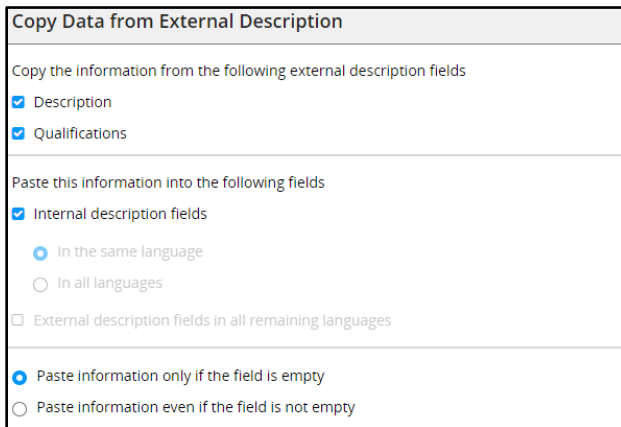 Copy Data from External Description
Copy the information from the following external description fields
Description
Qualifications
Paste this information into the following fields
Internal description fields
In the same language
In all languages
External description fields in all remaining languages
Paste information only if the field is empty
Paste information even if the field is not empty